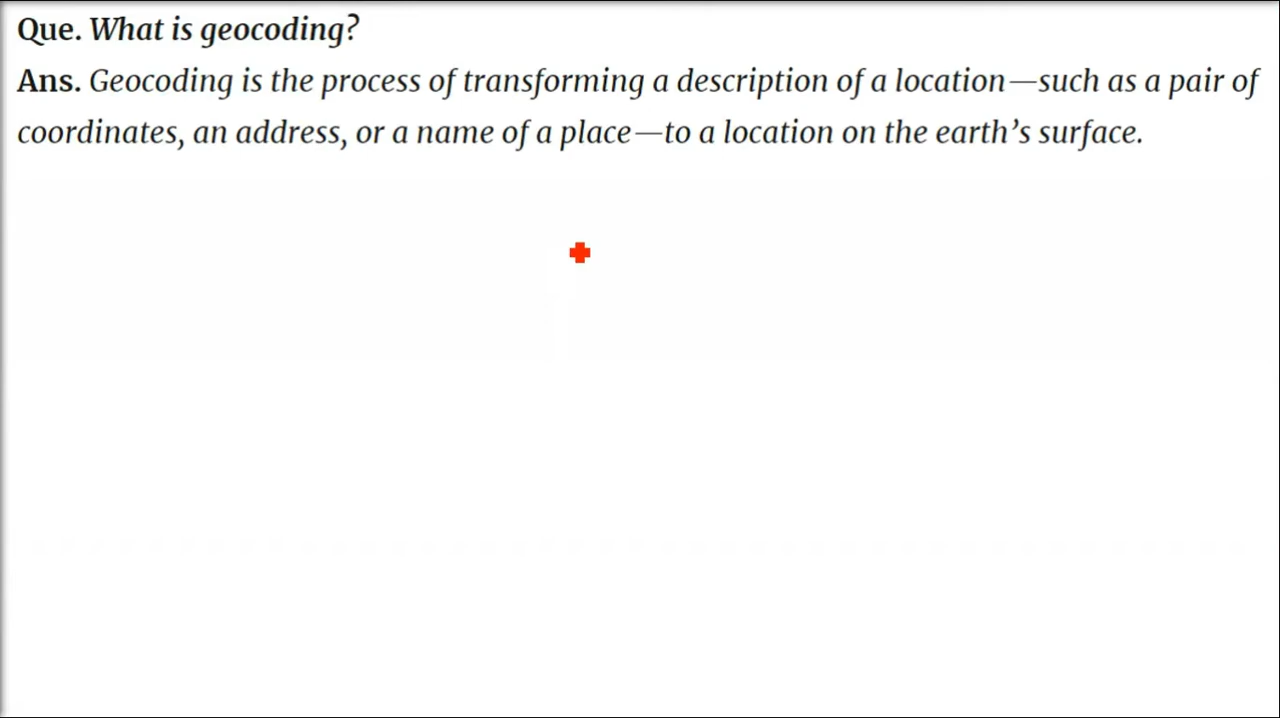 Que. What is geocoding?
Ans. Geocoding is the process of transforming a description of a location—such as a pair of
coordinates, an address, or a name of a place—to a location on the earth’s surface.